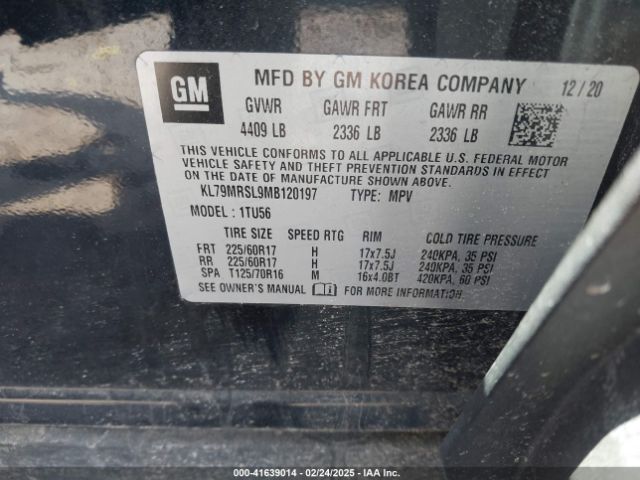 GM
MFD BY GM KOREA COMPANY 12/20
GVWR GAWR FRT GAWR RR
4409 LB 2336 LB 2336 LB
THIS VEHICLE CONFORMS TO ALL APPLICABLE U.S. FEDERAL MOTOR
VEHICLE SAFETY AND THEFT PREVENTION STANDARDS IN EFFECT
ON THE DATE OF MANUFACTURE SHOWN ABOVE.
KL79MRSL9MB120197 TYPE: MPV
MODEL : 1TU56
TIRE SIZE SPEED RTG RIM COLD TIRE PRESSURE
FRT 225/60R17 H 17x7.5J 240KPA, 35 PSI
RR 225/60R17 H 17x7.5J 240KPA, 35 PSI
SPA T125/70R16 M 16x4.0BT 420KPA, 60 PSI
SEE OWNER'S MANUAL FOR MORE INFORMATION
000-41639014 - 02/24/2025 - IAA Inc.